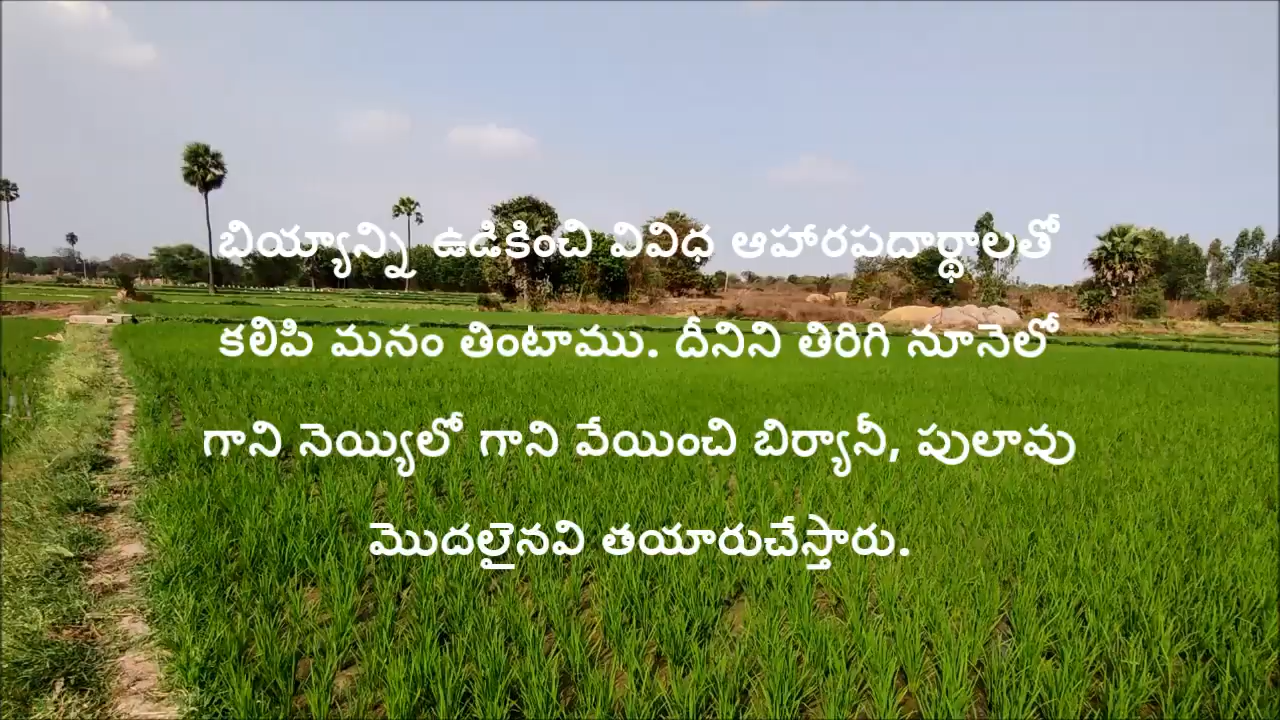 బియ్యాన్ని ఉడికించి వివిధ ఆహారపదార్థాలతో
కలిపి మనం తింటాము. దీనిని తిరిగి నూనెలో
గాని నెయ్యిలో గాని వేయించి బిర్యానీ, పులావు
మొదలైనవి తయారుచేస్తారు.